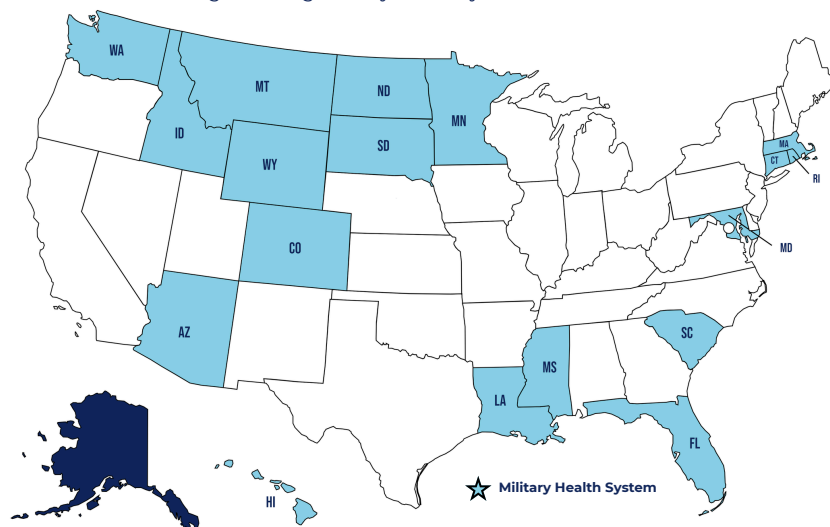 WA
MT
ND
MN
ID
SD
WY
MA
CT
RI
CO
MD
AZ
SC
MS
LA
FL
HI
Military Health System